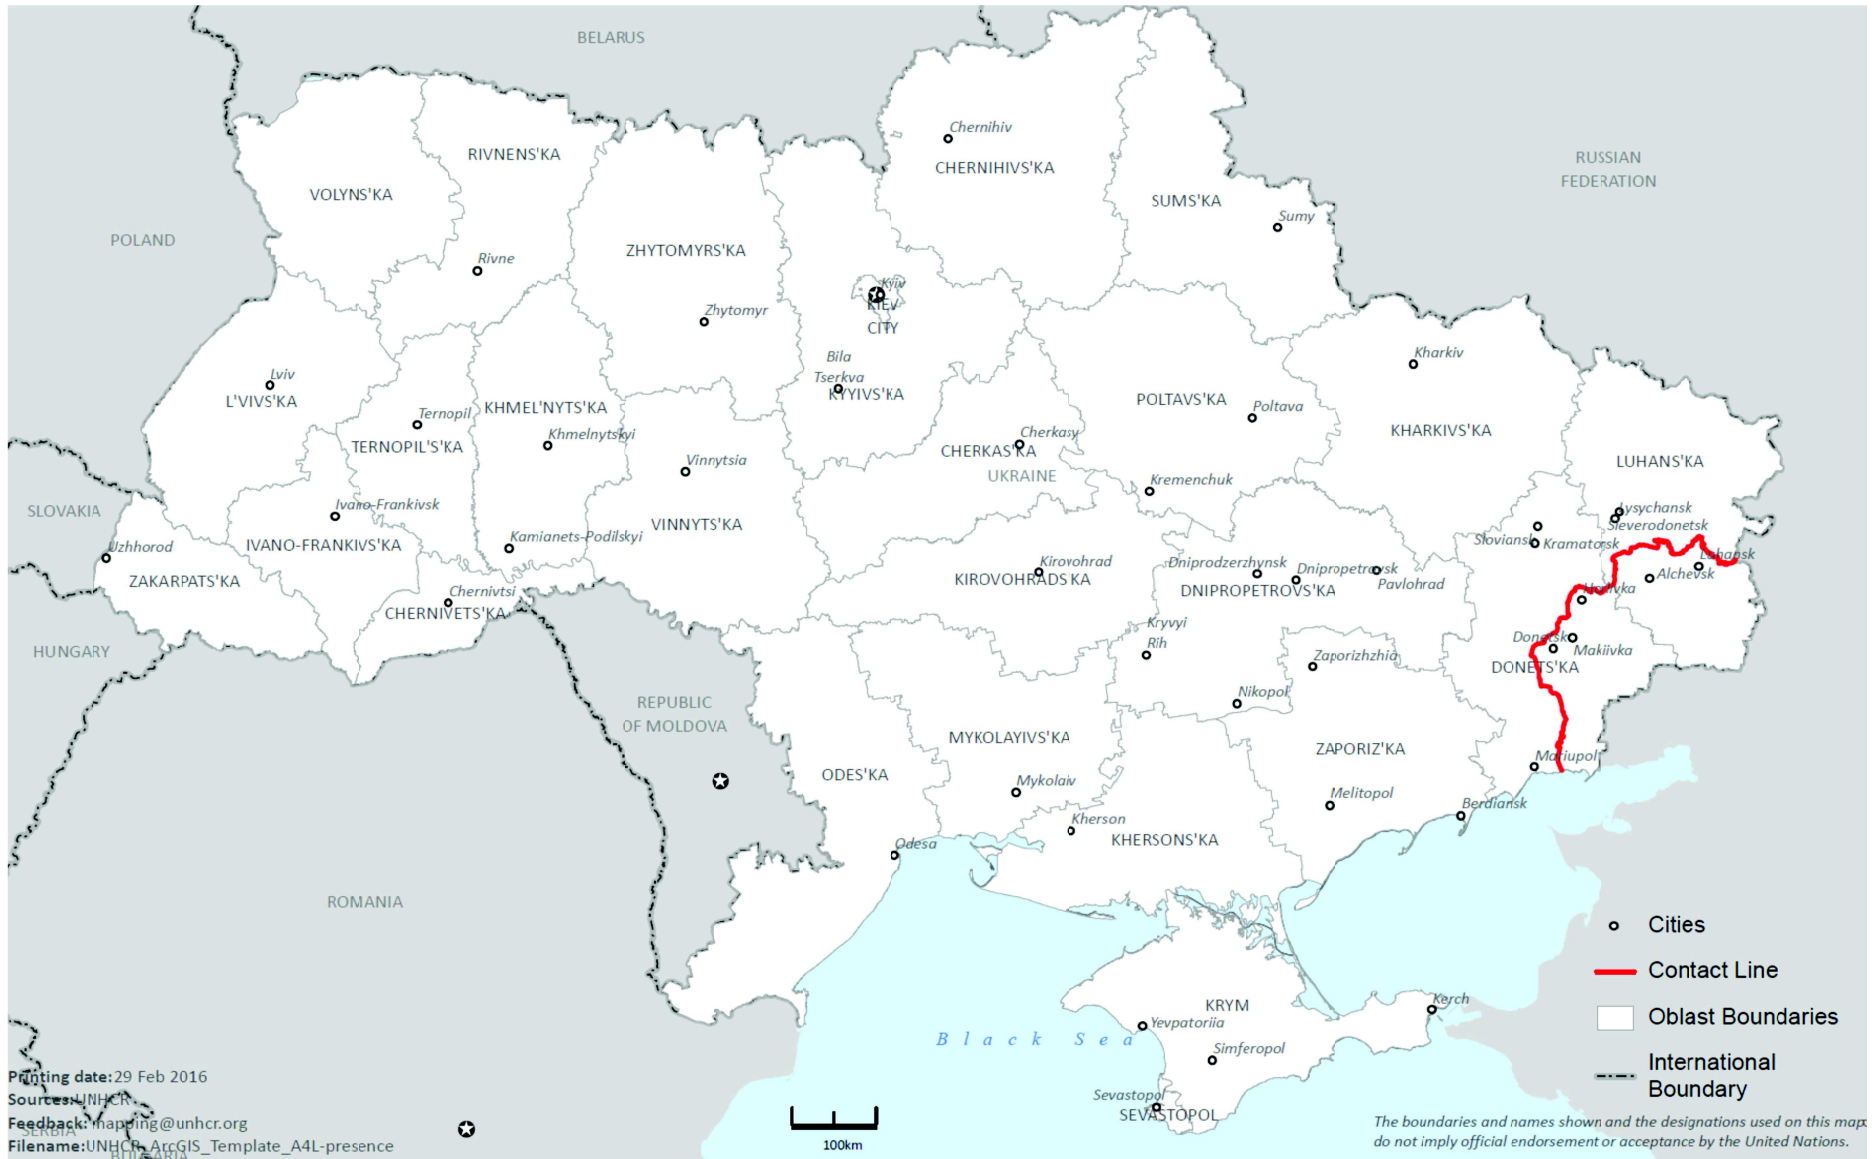 BELARUS
RUSSIAN
FEDERATION
POLAND
Chernihiv
CHERNIHIVS'KA
RIVNENS'KA
VOLYNS'KA
SUMS'KA
Sumy
ZHYTOMYRS'KA
Rivne
Kyiv
KIEV
CITY
Zhytomyr
Bila
Tserkva
KYYIVS'KA
Kharkiv
Lviv
L'VIVS'KA
Ternopil
TERNOPIL'S'KA
KHMEL'NYTS'KA
Khmelnytskyi
POLTAVS'KA
Poltava
KHARKIVS'KA
Cherkasy
CHERKAS'KA
UKRAINE
Vinnytsia
VINNYTS'KA
Kremenchuk
LUHANS'KA
SLOVAKIA
Ivano-Frankivsk
IVANO-FRANKIVS'KA
Kamianets-Podilskyi
Lysychansk
Sieverodonetsk
Sloviansk
Kramatorsk
Uzhhorod
ZAKARPATS'KA
Luhansk
Alchevsk
Kirovohrad
KIROVOHRADS'KA
Dniprodzerzhynsk
Dnipropetrovsk
DNIPROPETROVS'KA
Pavlohrad
Chernivtsi
CHERNIVETS'KA
Horlivka
Kryvyi
Rih
HUNGARY
Donetsk
Makiivka
DONETS'KA
Zaporizhzhia
REPUBLIC
OF MOLDOVA
Nikopol
MYKOLAYIVS'KA
ZAPORIZ'KA
Mariupol
ODES'KA
Mykolaiv
Melitopol
Berdiansk
Kherson
KHERSONS'KA
Odesa
ROMANIA
Cities
Contact Line
Oblast Boundaries
International
Boundary
KRYM
Kerch
Yevpatoriia
Black Sea
Simferopol
Sevastopol
SEVASTOPOL
100km
Printing date:29 Feb 2016
Sources:UNHCR
Feedback: mapping@unhcr.org
SERBIA
Filename:UNHCR_ArcGIS_Template_A4L-presence
BULGARIA
The boundaries and names shown and the designations used on this map
do not imply official endorsement or acceptance by the United Nations.